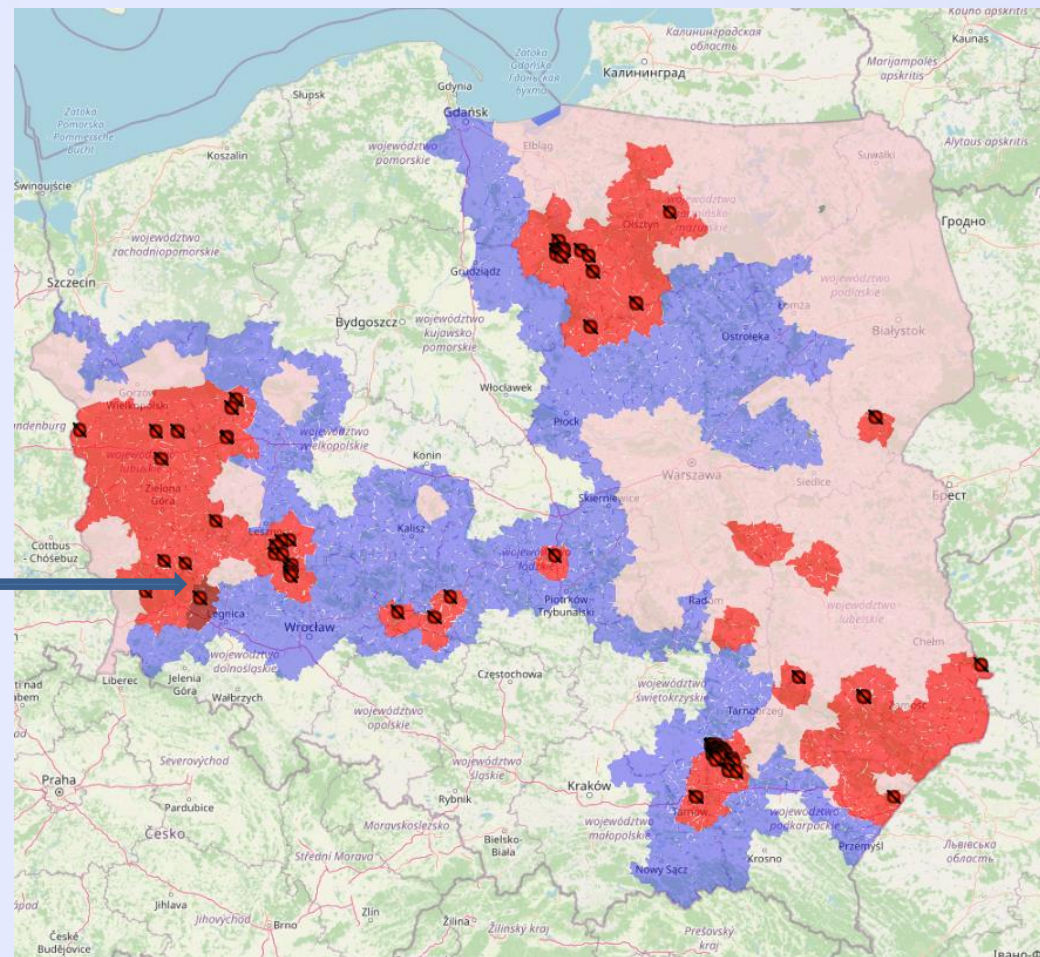 Kauno apskritis
Kaunas
Калининградская
область
Zatoka
Gdańska
Гданьская
бухта
Калининград
Marijampolės
apskritis
Gdynia
Słupsk
Gdańsk
Zatoka
Pomorska
Pommersche
Bucht
województwo
pomorskie
Elbląg
Suwałki
Alytaus apskritis
Koszalin
Świnoujście
województwo
zachodniopomorskie
Olsztyn
województwo
Гродно
Szczecin
Grudziądz
województwo
podlaskie
Łomża
Białystok
Bydgoszcz
województwo
kujawsko
pomorskie
Ostrołęka
Włocławek
Gorzów
Wielkopolski
Płock
województwo
wielkopolskie
województwo
lubuskie
Konin
Warszawa
Брест
Siedlce
Zielona
Góra
Skierniewice
Leszno
Kalisz
Cottbus
- Chóśebuz
województwo
łódzkie
Piotrków
Trybunalski
Radom
Legnica
Wrocław
województwo
lubelskie
Chełm
województwo
dolnośląskie
Liberec
Jelenia
Góra
Wałbrzych
Częstochowa
województwo
świętokrzyskie
województwo
opolskie
Tarnobrzeg
Zamość
Severovýchod
województwo
śląskie
Praha
Kraków
Rybnik
Pardubice
województwo
małopolskie
Tarnów
województwo
podkarpackie
Česko
Moravskoslezsko
Bielsko-
Biała
Krosno
Przemyśl
Львівська
область
Střední Morava
Nowy Sącz
Jihlava
Zlín
Jihovýchod
Brno
Žilina
Žilinský kraj
Prešovský
kraj
České
Budějovice